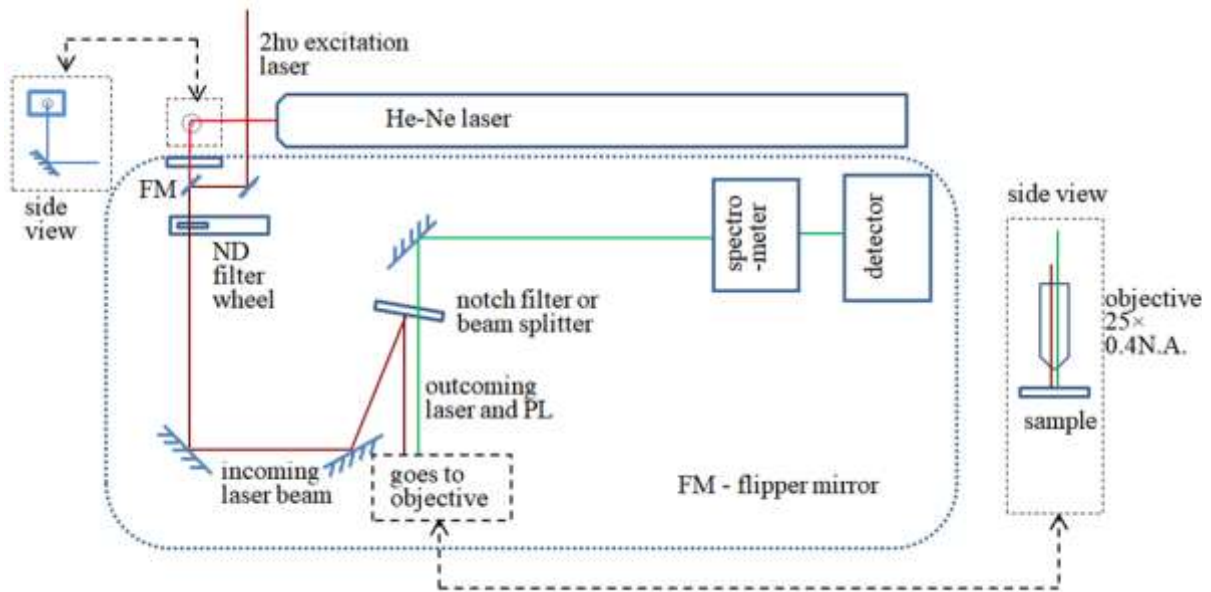 2hυ excitation
laser
He-Ne laser
side
view
FM
ND
filter
wheel
notch filter or
beam splitter
spectro
-meter
detector
side view
objective
25×
0.4N.A.
sample
outcoming
laser and PL
incoming
laser beam
goes to
objective
FM - flipper mirror